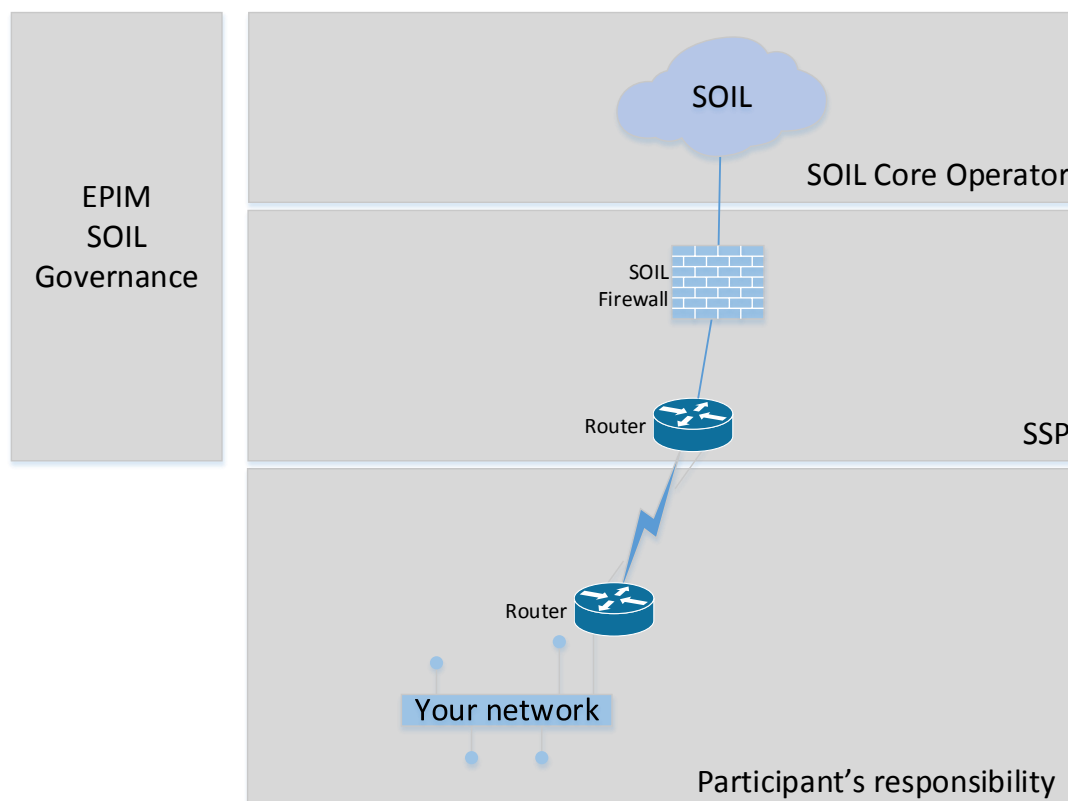 EPIM
SOIL
Governance
SOIL
SOIL Core Operator
SOIL
Firewall
Router
SSP
Router
Your network
Participant’s responsibility